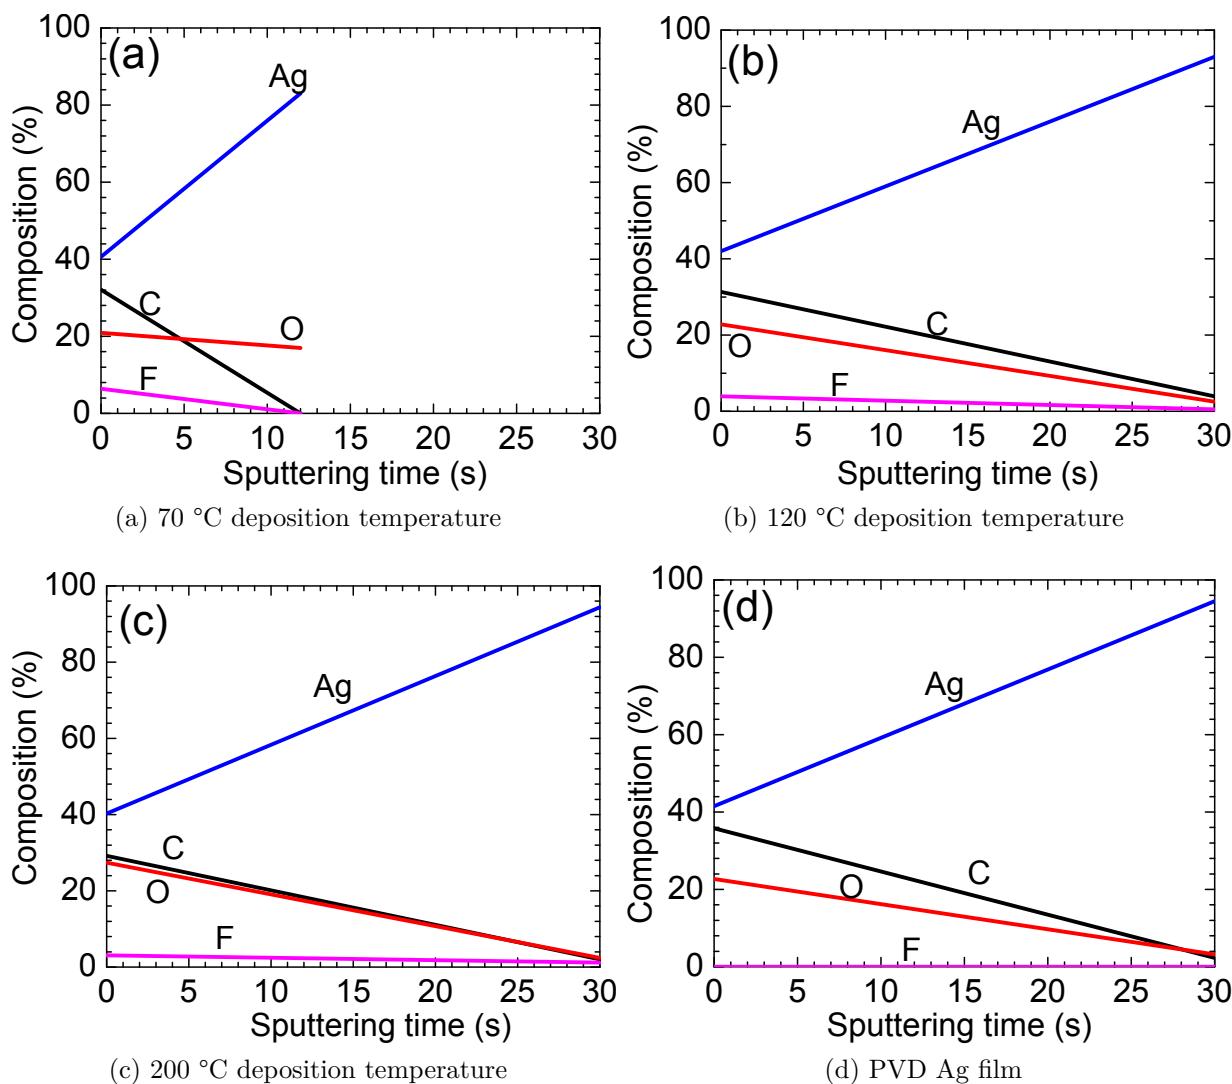 (a)
Ag
C
O
F
Composition (%)
100
80
60
40
20
0
0 5 10 15 20 25 30
Sputtering time (s)
(a) 70 °C deposition temperature
(b)
Ag
C
O
F
Composition (%)
100
80
60
40
20
0
0 5 10 15 20 25 30
Sputtering time (s)
(b) 120 °C deposition temperature
(c)
Ag
C
O
F
Composition (%)
100
80
60
40
20
0
0 5 10 15 20 25 30
Sputtering time (s)
(c) 200 °C deposition temperature
(d)
Ag
C
O
F
Composition (%)
100
80
60
40
20
0
0 5 10 15 20 25 30
Sputtering time (s)
(d) PVD Ag film